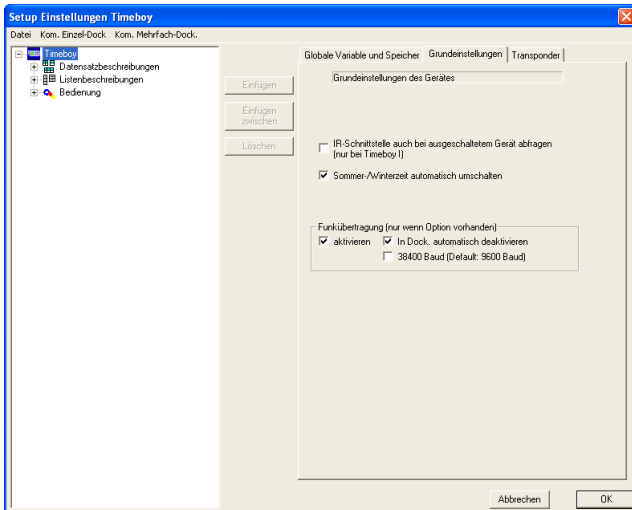 Setup Einstellungen Timeboy
Datei Kom. Einzel-Dock Kom. Mehrfach-Dock.
Timeboy
Datensatzbeschreibungen
Listenbeschreibungen
Bedienung
Einfügen
Einfügen
zwischen
Löschen
Globale Variable und Speicher Grundeinstellungen Transponder
Grundeinstellungen des Gerätes
IR-Schnittstelle auch bei ausgeschaltetem Gerät abfragen
(nur bei Timeboy I)
Sommer-/Winterzeit automatisch umschalten
Funkübertragung (nur wenn Option vorhanden)
aktivieren In Dock. automatisch deaktivieren
38400 Baud (Default: 9600 Baud)
Abbrechen OK